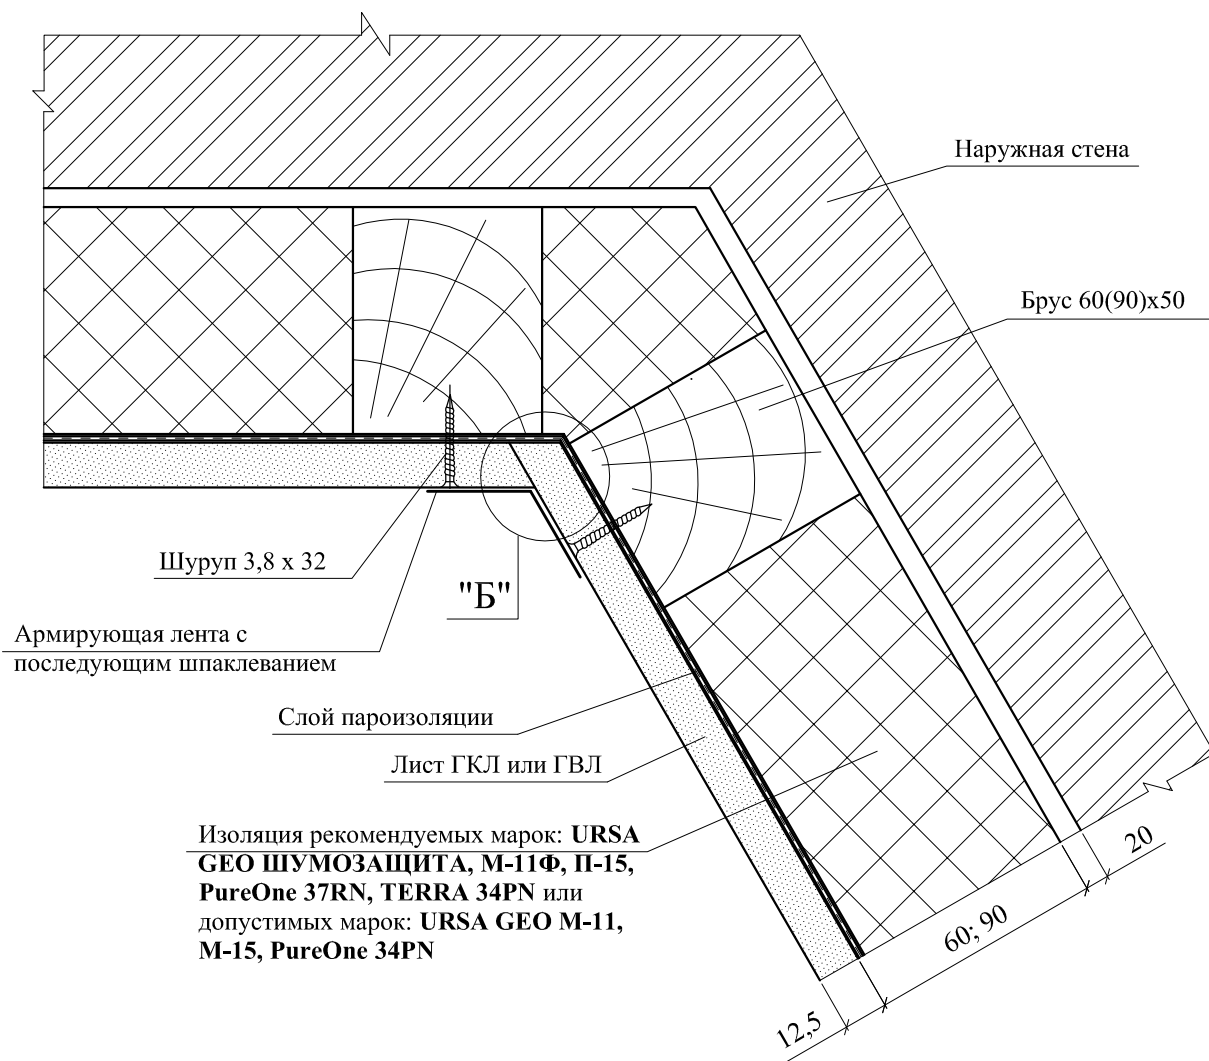 Наружная стена
Брус 60(90)х50
Шуруп 3,8 х 32
"Б"
Армирующая лента с
последующим шпаклеванием
Слой пароизоляции
Лист ГКЛ или ГВЛ
Изоляция рекомендуемых марок: URSA
GEO ШУМОЗАЩИТА, М-11Ф, П-15,
PureOne 37RN, TERRA 34PN или
допустимых марок: URSA GEO М-11,
М-15, PureOne 34PN
20
60; 90
12,5